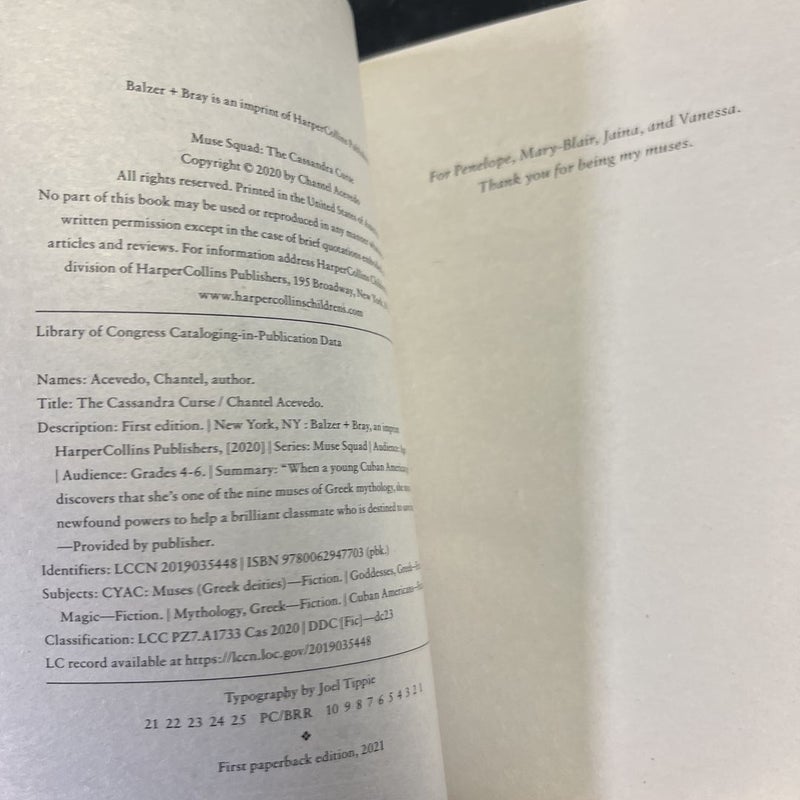 Balzer + Bray is an imprint of HarperCollins
Muse Squad: The Cassandra Curse
Copyright © 2020 by Chantel Acevedo
All rights reserved. Printed in the United States of
No part of this book may be used or reproduced in any manner
written permission except in the case of brief quotations
articles and reviews. For information address HarperCollins
division of HarperCollins Publishers, 195 Broadway, New York,
www.harpercollinschildrens.com
Library of Congress Cataloging-in-Publication Data
Names: Acevedo, Chantel, author.
Title: The Cassandra Curse / Chantel Acevedo.
Description: First edition. | New York, NY : Balzer + Bray, an imprint
HarperCollins Publishers, [2020] | Series: Muse Squad | Audience:
| Audience: Grades 4-6. | Summary: “When a young Cuban American
discovers that she’s one of the nine muses of Greek mythology,
newfound powers to help a brilliant classmate who is destined to
—Provided by publisher.
Identifiers: LCCN 2019035448 | ISBN 9780062947703 (pbk.)
Subjects: CYAC: Muses (Greek deities)—Fiction. | Goddesses,
Magic—Fiction. | Mythology, Greek—Fiction. | Cuban Americans—
Classification: LCC PZ7.A1733 Cas 2020 | DDC [Fic]—dc23
LC record available at https://lccn.loc.gov/2019035448
Typography by Joel Tippie
21 22 23 24 25 PC/BRR 10 9 8 7 6 5 4 3 2 1
First paperback edition, 2021
For Penelope, Mary-Blair, Jaina, and Vanessa.
Thank you for being my muses.